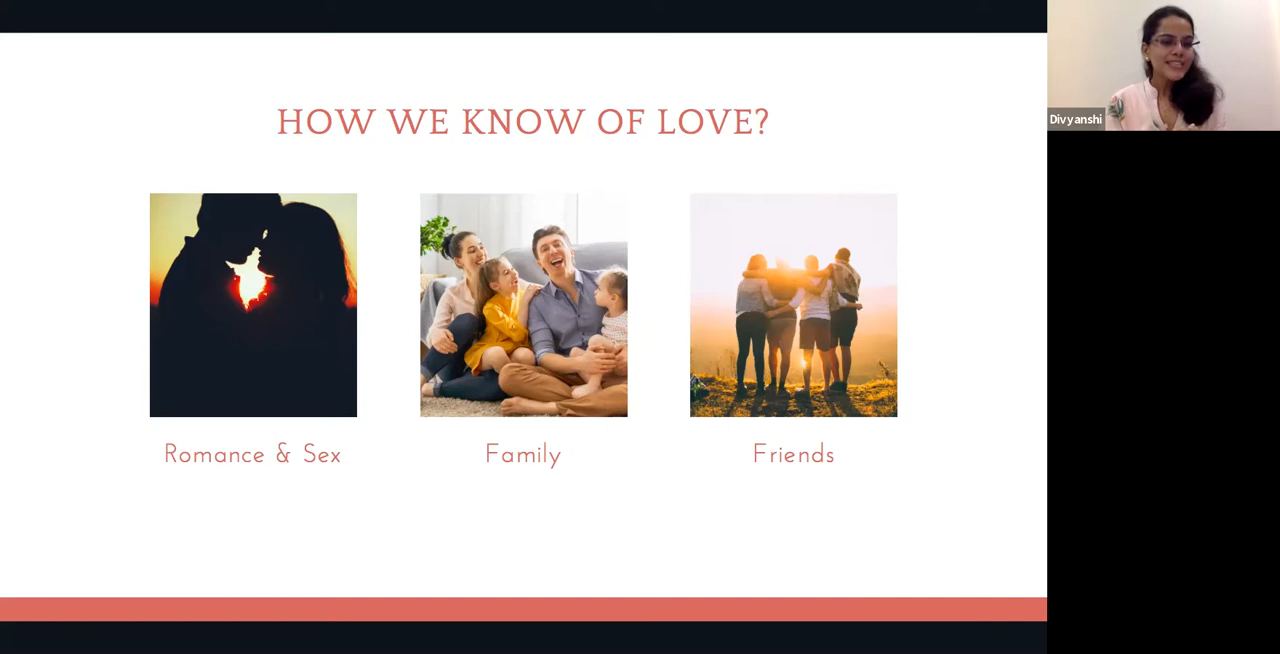 HOW WE KNOW OF LOVE?
Romance & Sex
Family
Friends
Divyanshi